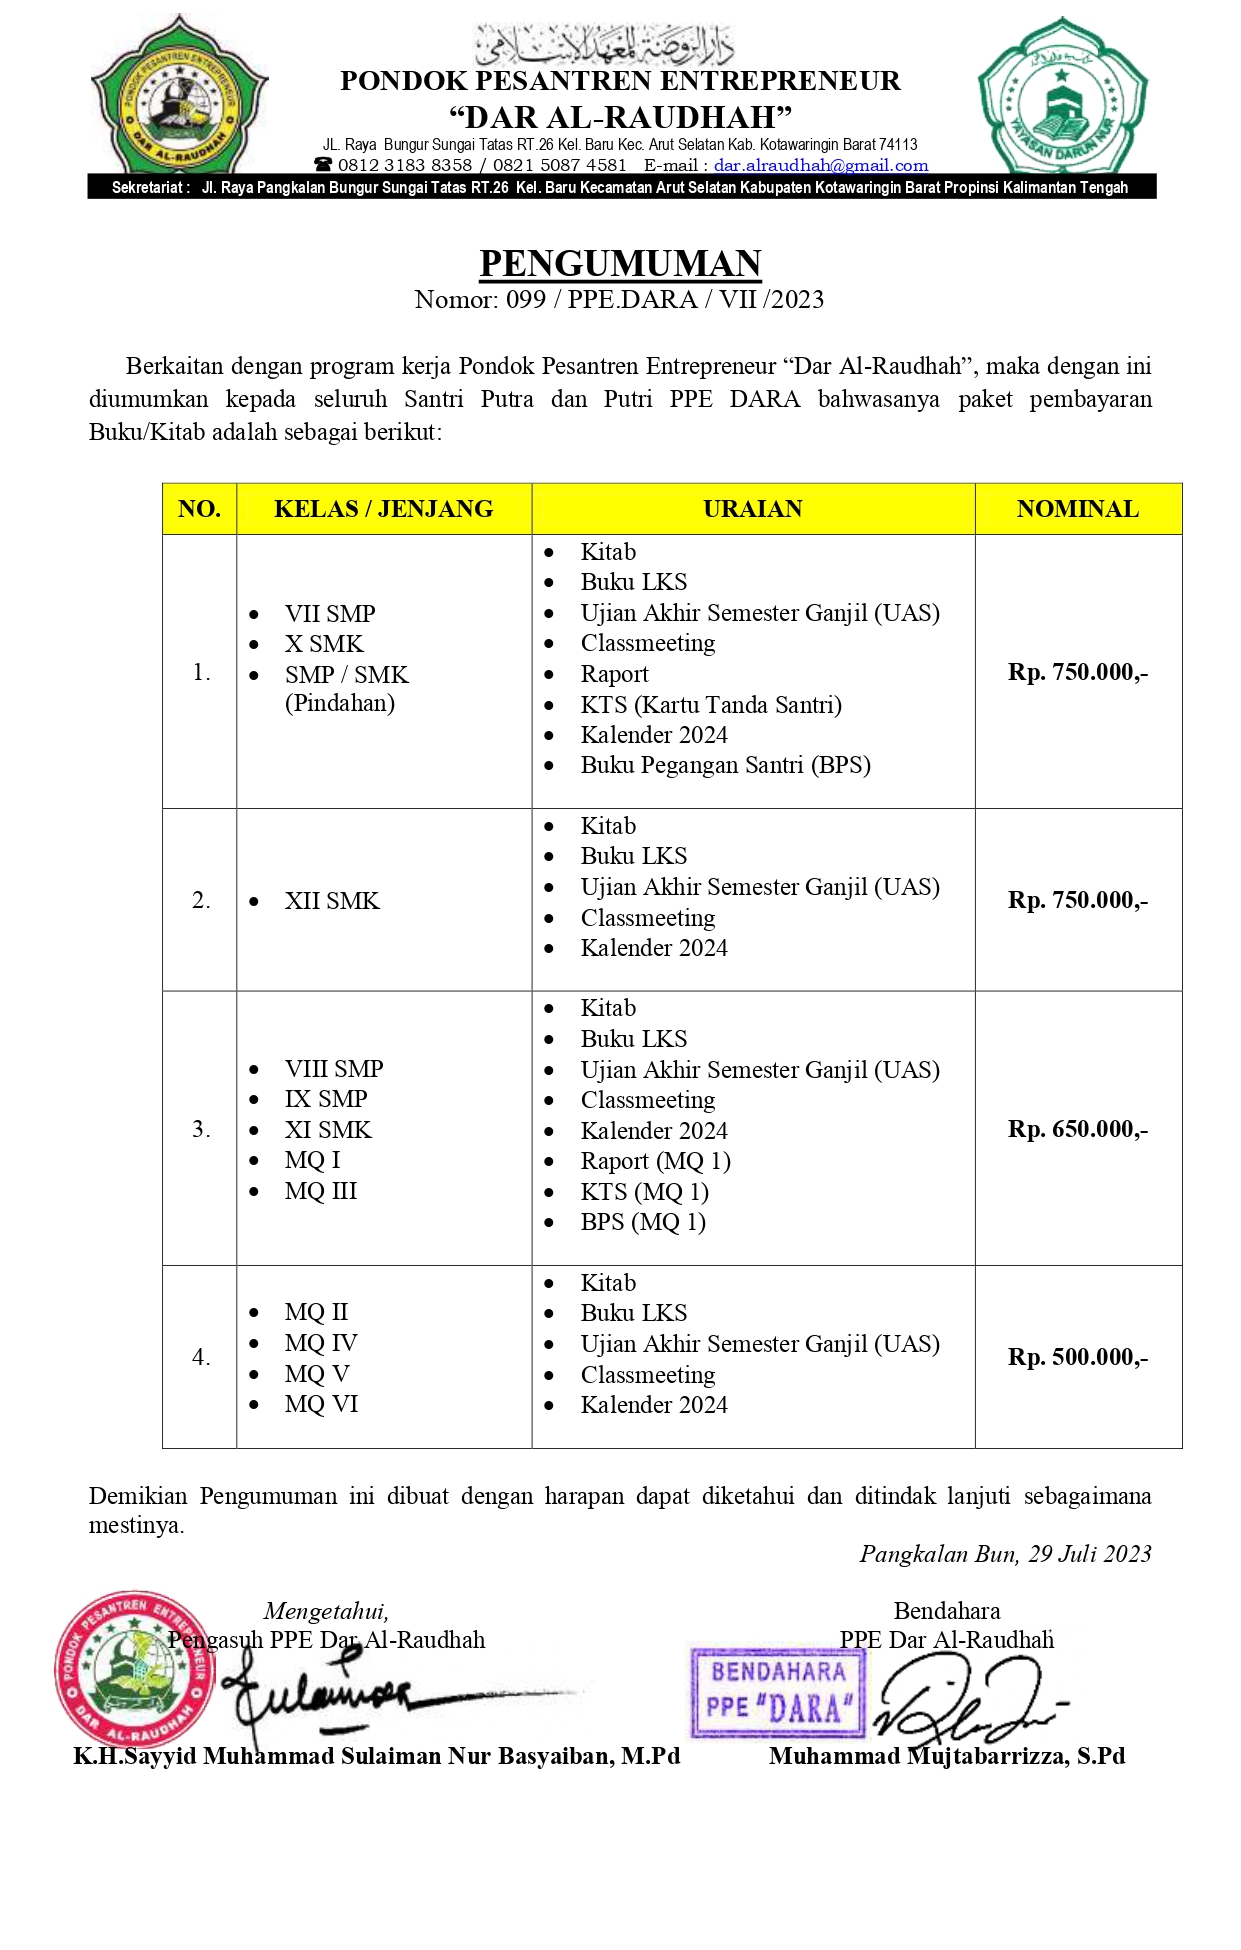 دار الروضة المعهد الإسلامي
PONDOK PESANTREN ENTREPRENEUR
“DAR AL-RAUDHAH”
JL. Raya Bungur Sungai Tatas RT.26 Kel. Baru Kec. Arut Selatan Kab. Kotawaringin Barat 74113
☎ 0812 3183 8358 / 0821 5087 4581 E-mail : dar.alraudhah@gmail.com
Sekretariat : Jl. Raya Pangkalan Bungur Sungai Tatas RT.26 Kel. Baru Kecamatan Arut Selatan Kabupaten Kotawaringin Barat Propinsi Kalimantan Tengah
PONDOK PESANTREN ENTREPRENEUR
DAR AL-RAUDHAH
YAYASAN DARUN NUR
PENGUMUMAN
Nomor: 099 / PPE.DARA / VII /2023
Berkaitan dengan program kerja Pondok Pesantren Entrepreneur “Dar Al-Raudhah”, maka dengan ini
diumumkan kepada seluruh Santri Putra dan Putri PPE DARA bahwasanya paket pembayaran
Buku/Kitab adalah sebagai berikut:
NO. KELAS / JENJANG URAIAN NOMINAL
1.
• VII SMP
• X SMK
• SMP / SMK
(Pindahan)
• Kitab
• Buku LKS
• Ujian Akhir Semester Ganjil (UAS)
• Classmeeting
• Raport
• KTS (Kartu Tanda Santri)
• Kalender 2024
• Buku Pegangan Santri (BPS)
Rp. 750.000,-
2.
• XII SMK
• Kitab
• Buku LKS
• Ujian Akhir Semester Ganjil (UAS)
• Classmeeting
• Kalender 2024
Rp. 750.000,-
3.
• VIII SMP
• IX SMP
• XI SMK
• MQ I
• MQ III
• Kitab
• Buku LKS
• Ujian Akhir Semester Ganjil (UAS)
• Classmeeting
• Kalender 2024
• Raport (MQ 1)
• KTS (MQ 1)
• BPS (MQ 1)
Rp. 650.000,-
4.
• MQ II
• MQ IV
• MQ V
• MQ VI
• Kitab
• Buku LKS
• Ujian Akhir Semester Ganjil (UAS)
• Classmeeting
• Kalender 2024
Rp. 500.000,-
Demikian Pengumuman ini dibuat dengan harapan dapat diketahui dan ditindak lanjuti sebagaimana
mestinya.
Pangkalan Bun, 29 Juli 2023
Mengetahui,
Pengasuh PPE Dar Al-Raudhah
PONDOK PESANTREN ENTREPRENEUR
DAR AL-RAUDHAH
K.H.Sayyid Muhammad Sulaiman Nur Basyaiban, M.Pd
Bendahara
PPE Dar Al-Raudhah
BENDAHARA
PPE "DARA"
Muhammad Mujtabarrizza, S.Pd